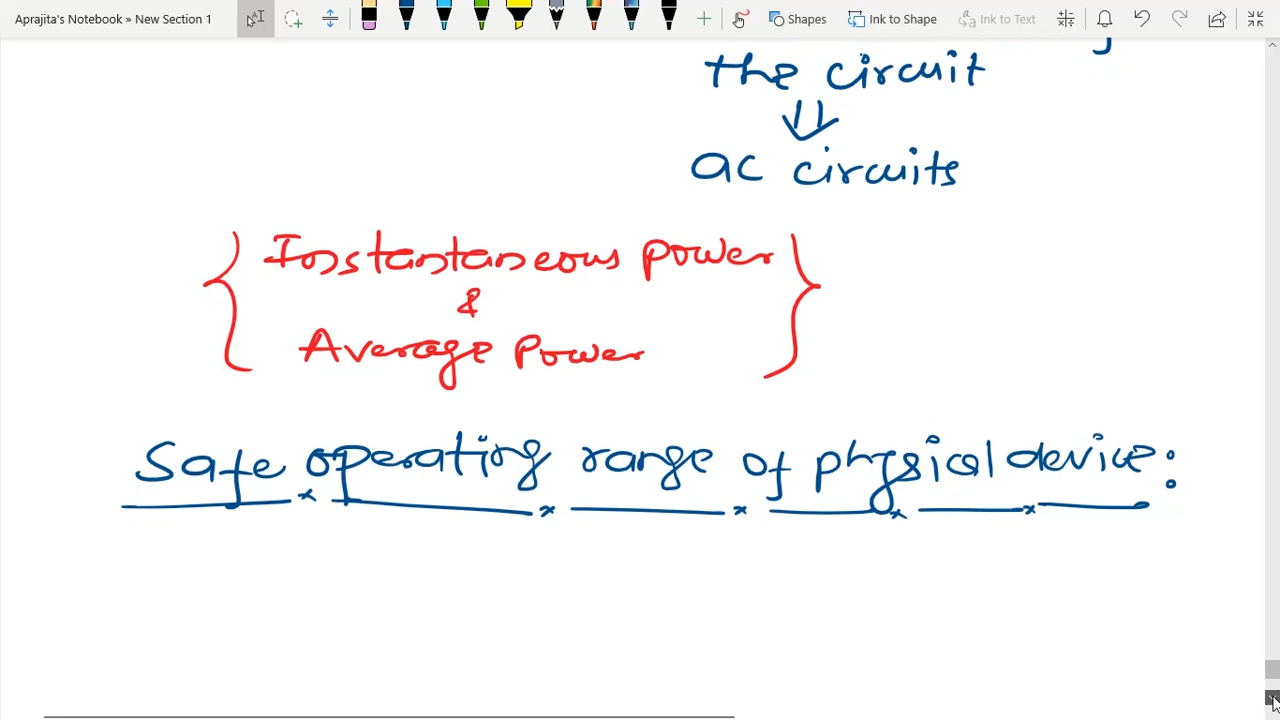 Aprajita's Notebook » New Section 1
Shapes
Ink to Shape
Ink to Text
the circuit
ac circuits
Instantaneous power
&
Average Power
Safe operating range of physical device: